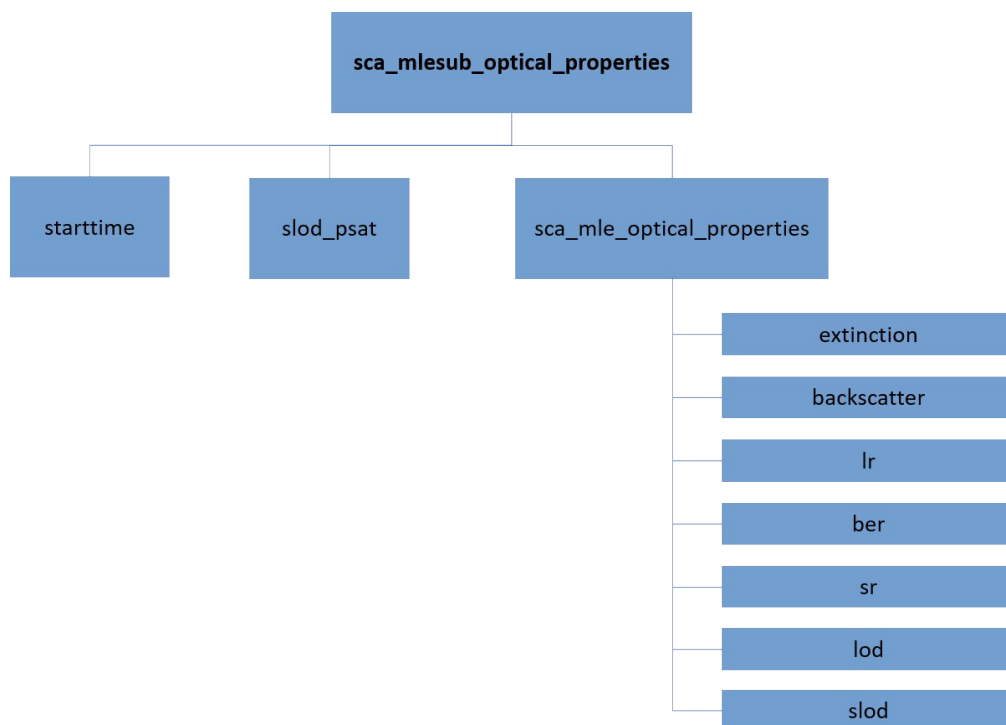 sca_mlesub_optical_properties
starttime
slod_psat
sca_mle_optical_properties
extinction
backscatter
lr
ber
sr
lod
slod